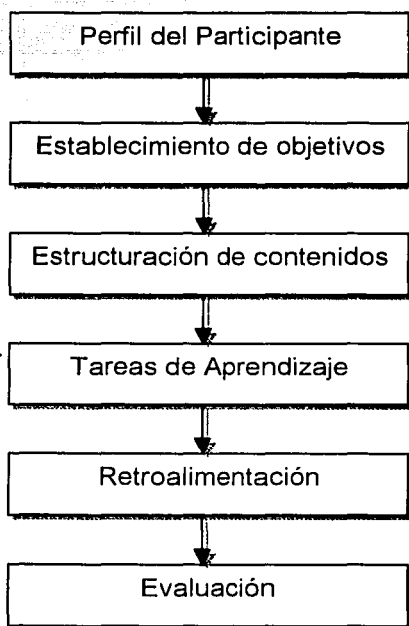 Perfil del Participante
Establecimiento de objetivos
Estructuración de contenidos
Tareas de Aprendizaje
Retroalimentación
Evaluación